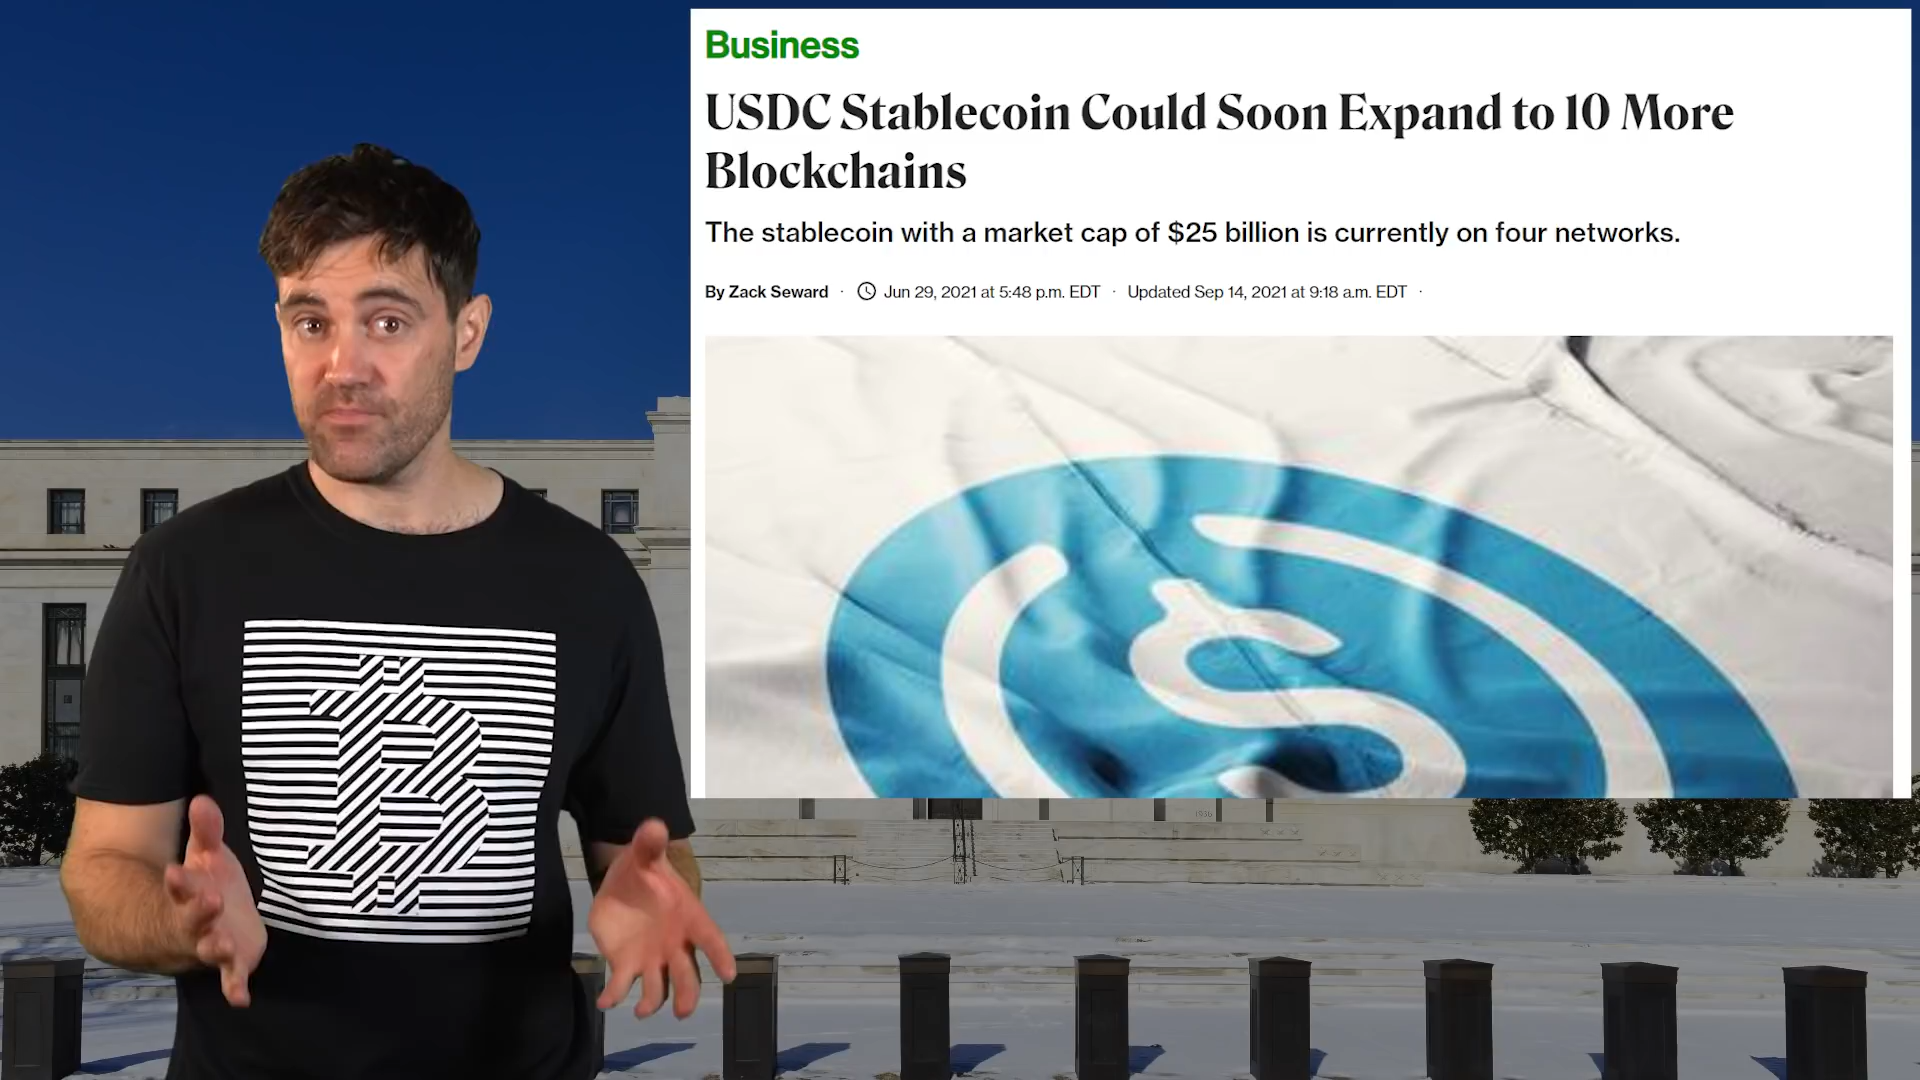 Business
USDC Stablecoin Could Soon Expand to 10 More
Blockchains
The stablecoin with a market cap of $25 billion is currently on four networks.
By Zack Seward · Jun 29, 2021 at 5:48 p.m. EDT · Updated Sep 14, 2021 at 9:18 a.m. EDT ·